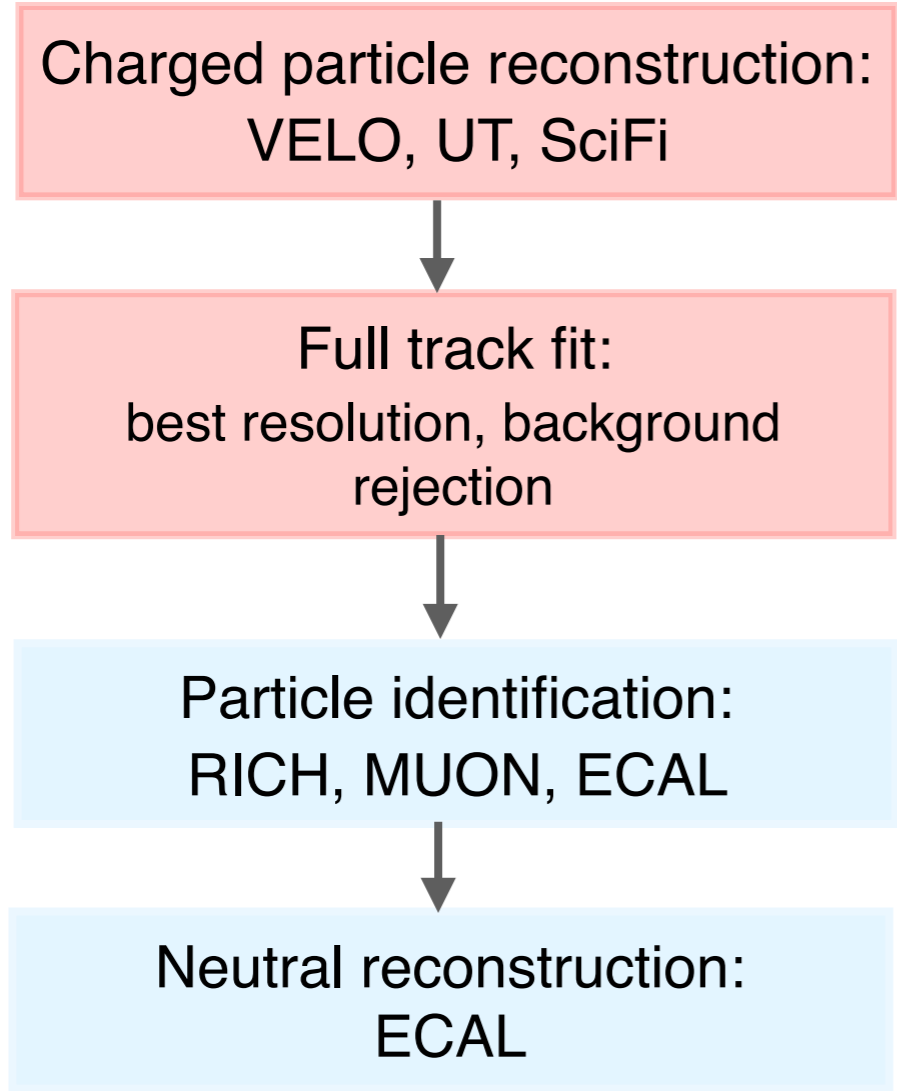 Charged particle reconstruction:
VELO, UT, SciFi
Full track fit:
best resolution, background
rejection
Particle identification:
RICH, MUON, ECAL
Neutral reconstruction:
ECAL